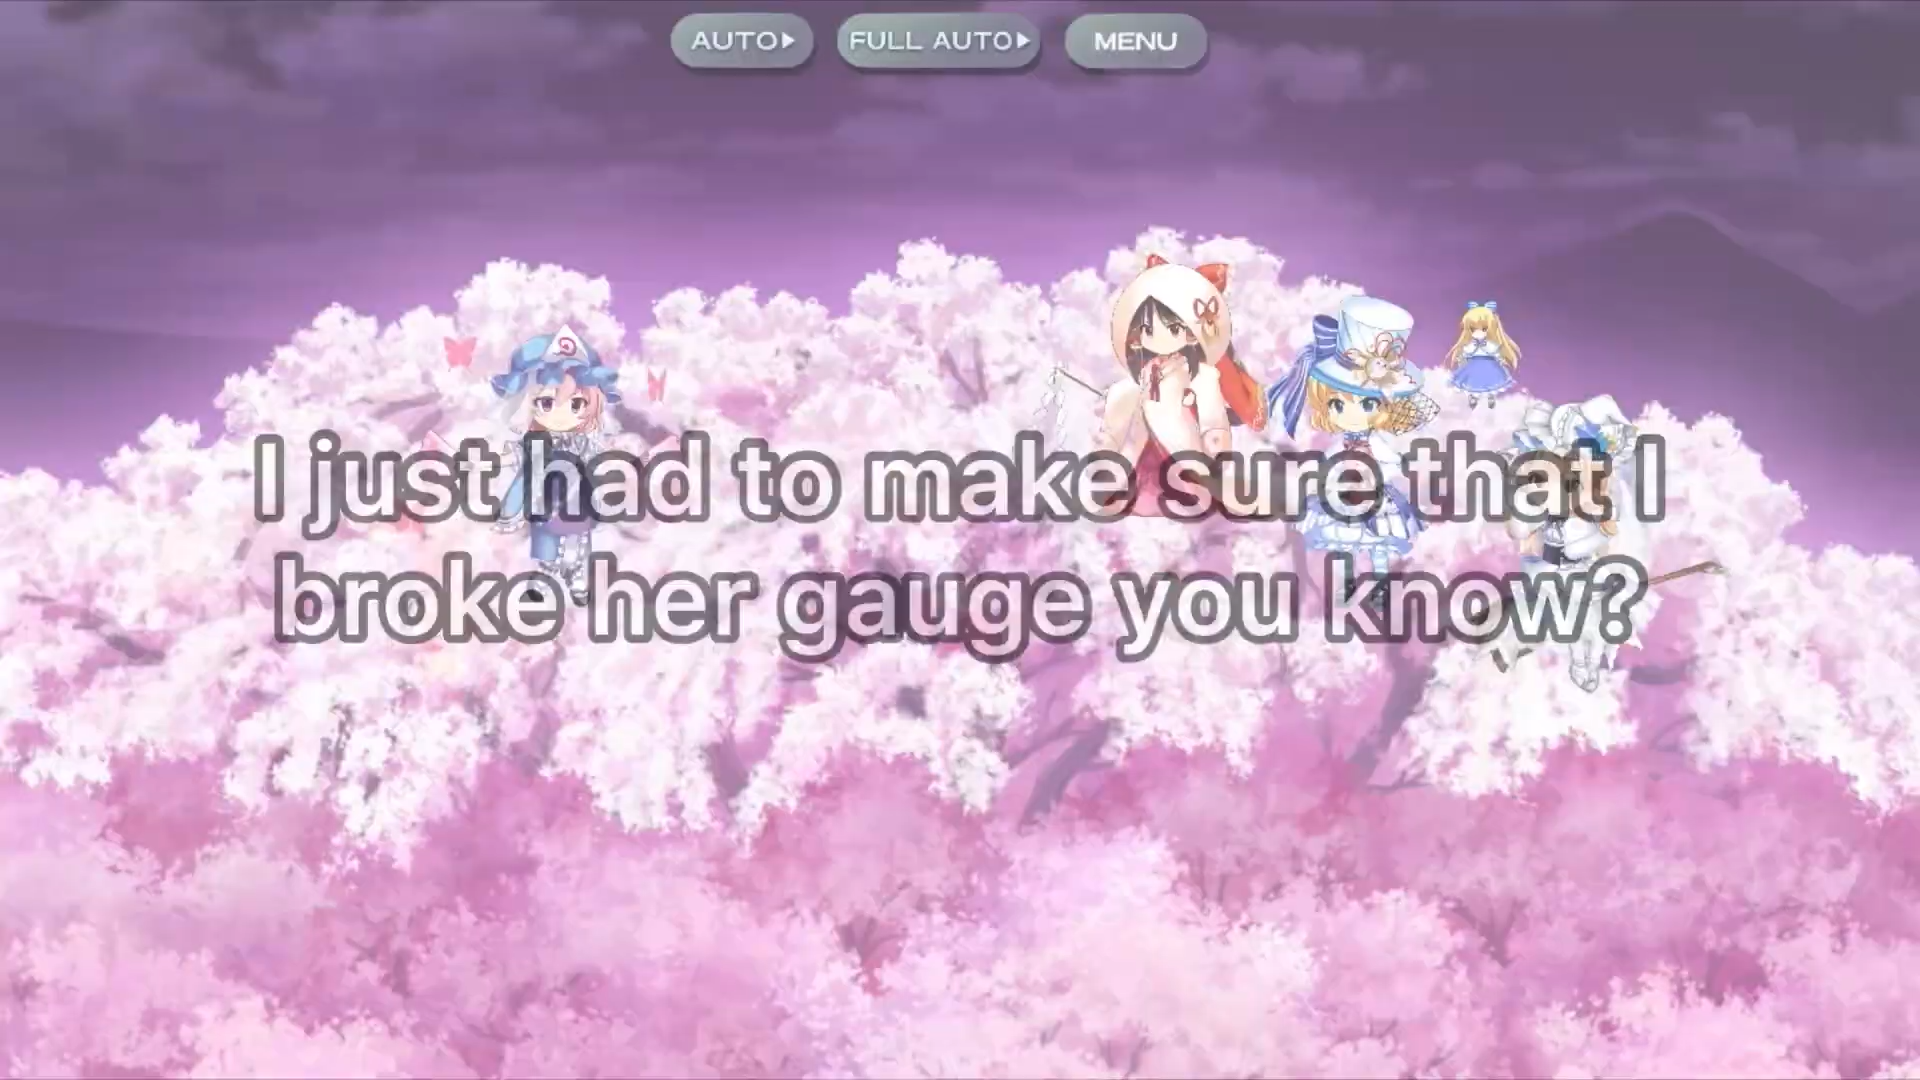 AUTO
FULL AUTO
MENU
I just had to make sure that I
broke her gauge you know?